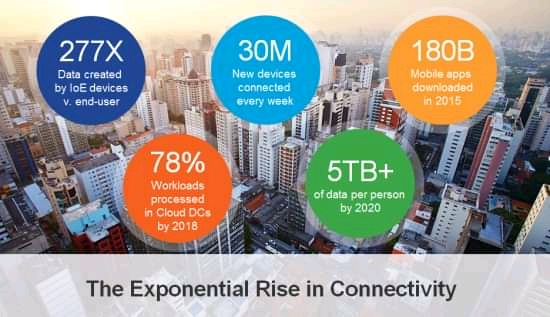 277X
Data created
by IoE devices
v. end-user
30M
New devices
connected
every week
180B
Mobile apps
downloaded
in 2015
78%
Workloads
processed
in Cloud DCs
by 2018
5TB+
of data per person
by 2020
The Exponential Rise in Connectivity